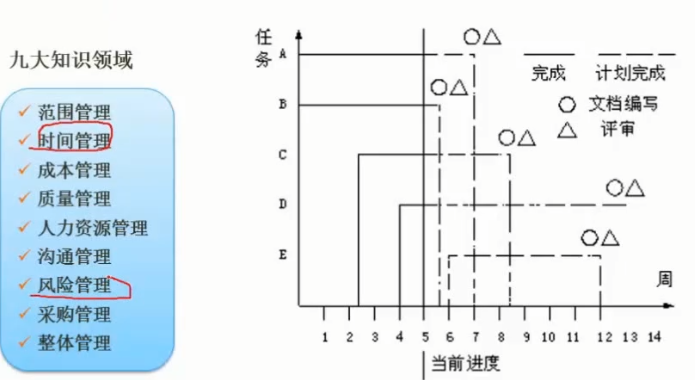 九大知识领域
范围管理
时间管理
成本管理
质量管理
人力资源管理
沟通管理
风险管理
采购管理
整体管理
任务
A
B
C
D
E
完成 计划完成
文档编写
评审
周
1 2 3 4 5 6 7 8 9 10 11 12 13 14
当前进度